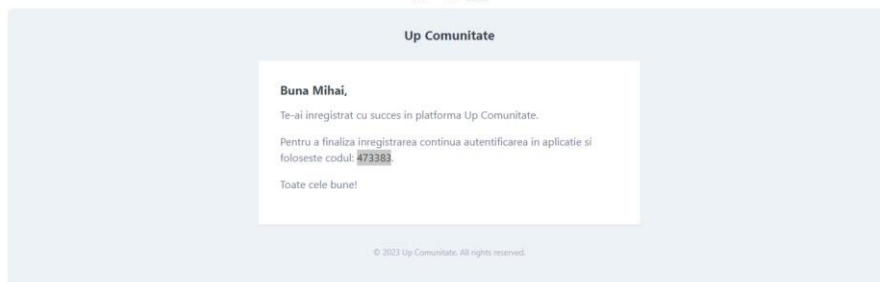 Up Comunitate
Buna Mihai,
Te-ai inregistrat cu succes in platforma Up Comunitate.
Pentru a finaliza inregistrarea continua autentificarea in aplicatie si
foloseste codul: 473383.
Toate cele bune!
© 2023 Up Comunitate. All rights reserved.